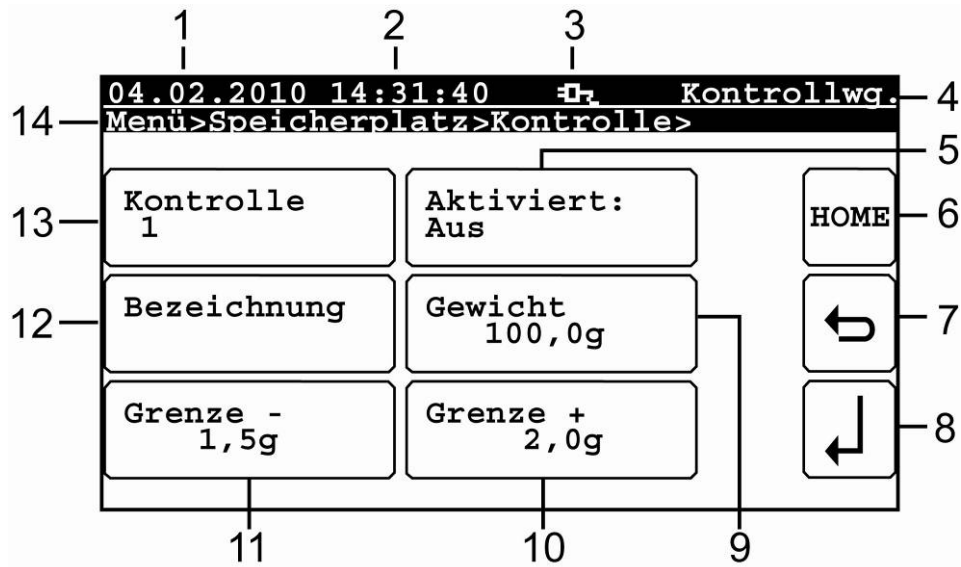 1 2 3
04.02.2010 14:31:40 Kontrollwg.
4
14
Menü>Speicherplatz>Kontrolle>
5
13
Kontrolle
1
Aktiviert:
Aus
HOME
6
12
Bezeichnung
Gewicht
100,0g
7
Grenze -
1,5g
Grenze +
2,0g
8
11 10 9